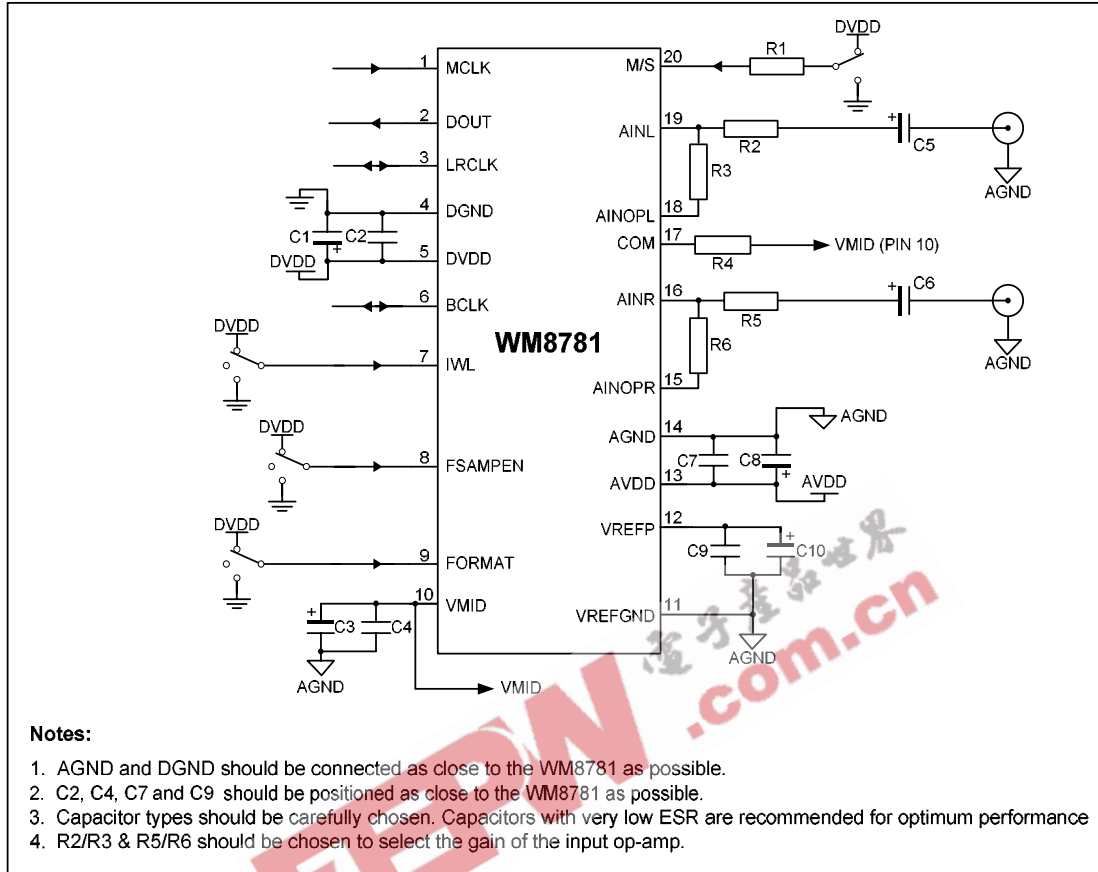 DVDD
R1
1 MCLK
M/S 20
2 DOUT
AINL 19
R2
C5
3 LRCLK
R3
AGND
4 DGND
AINOPL 18
C1
C2
COM 17
R4
VMID (PIN 10)
DVDD
5 DVDD
6 BCLK
AINR 16
R5
C6
WM8781
R6
AGND
DVDD
7 IWL
AINOPR 15
AGND
AGND 14
DVDD
C7
C8
8 FSAMPEN
AVDD 13
AVDD
VREFP 12
DVDD
C9
C10
9 FORMAT
10 VMID
VREFGND 11
C3
C4
AGND
AGND
VMID
電子產品世界
.com.cn
EEPW
Notes:
1. AGND and DGND should be connected as close to the WM8781 as possible.
2. C2, C4, C7 and C9 should be positioned as close to the WM8781 as possible.
3. Capacitor types should be carefully chosen. Capacitors with very low ESR are recommended for optimum performance
4. R2/R3 & R5/R6 should be chosen to select the gain of the input op-amp.